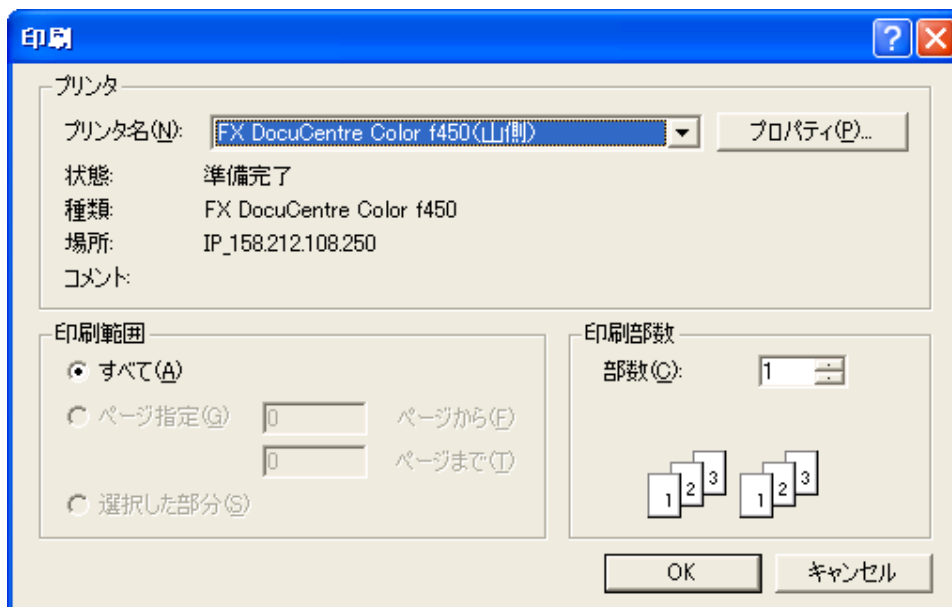 印刷
プリンタ
プリンタ名(N): FX DocuCentre Color f450(山側) プロパティ(P)...
状態: 準備完了
種類: FX DocuCentre Color f450
場所: IP_158.212.108.250
コメント:
印刷範囲
すべて(A)
ページ指定(G) 0 ページから(F)
0 ページまで(T)
選択した部分(S)
印刷部数
部数(C): 1
1 2 3 1 2 3
OK キャンセル